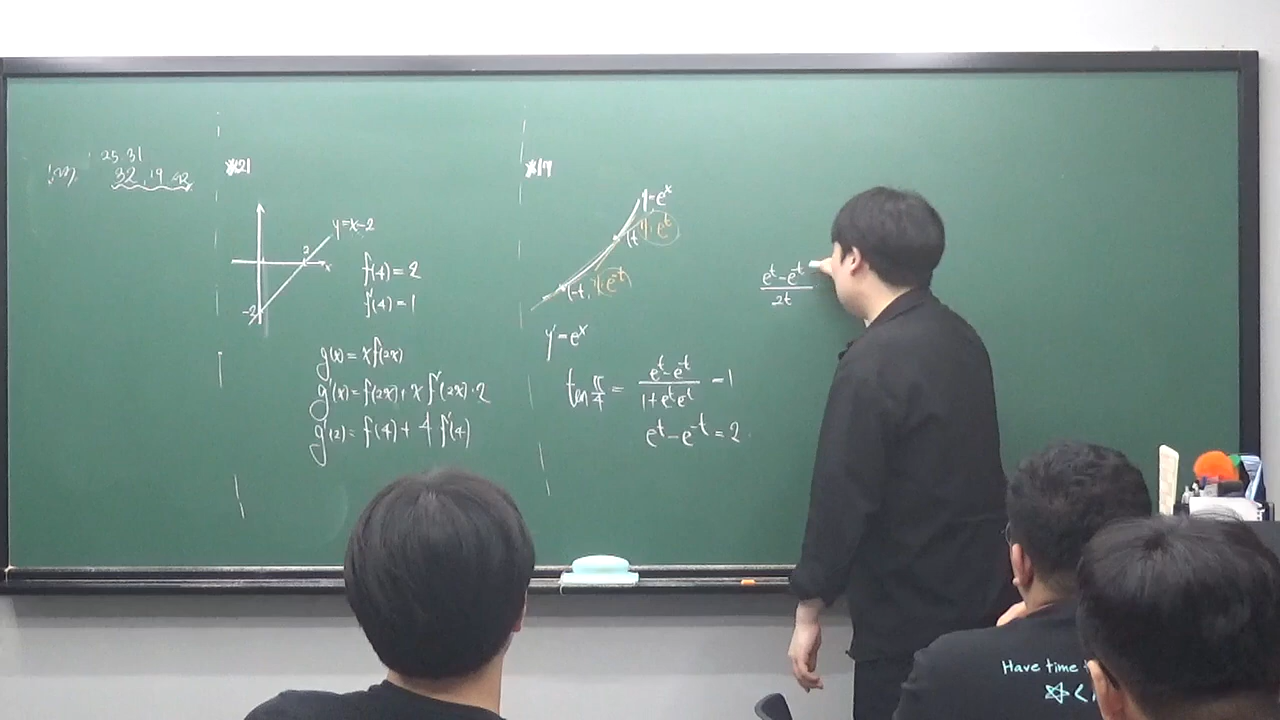 25. 31
32, 19, 42
*21
y=x-2
2
x
-2
f(4)=2
f'(4)=1
g(x)=xf(2x)
g'(x)=f(2x)+xf'(2x)·2
g'(2)=f(4)+4f'(4)
*17
y=e^x
(t, e^t)
(-t, e^-t)
y'=e^x
tan π/4 = (e^t-e^-t)/(1+e^t e^-t) =1
e^t-e^-t=2
(e^t-e^-t)/2t
Have time